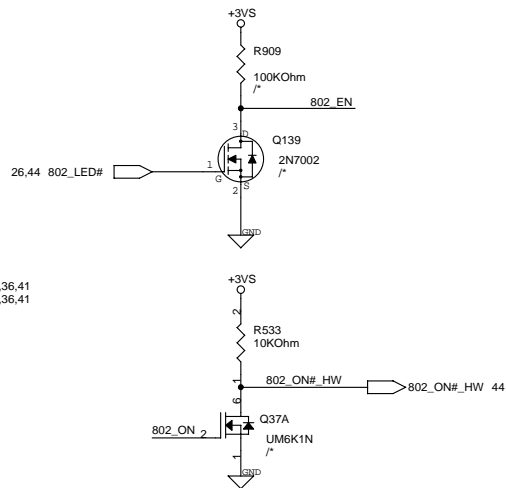 +3VS
R909
100KOhm
/*
802_EN
3
D
Q139
2N7002
/*
26,44 802_LED#
1
G
2
S
GND
,36,41
,36,41
+3VS
2
R533
10KOhm
1
802_ON#_HW
802_ON#_HW 44
6
Q37A
802_ON 2
UM6K1N
/*
1
GND